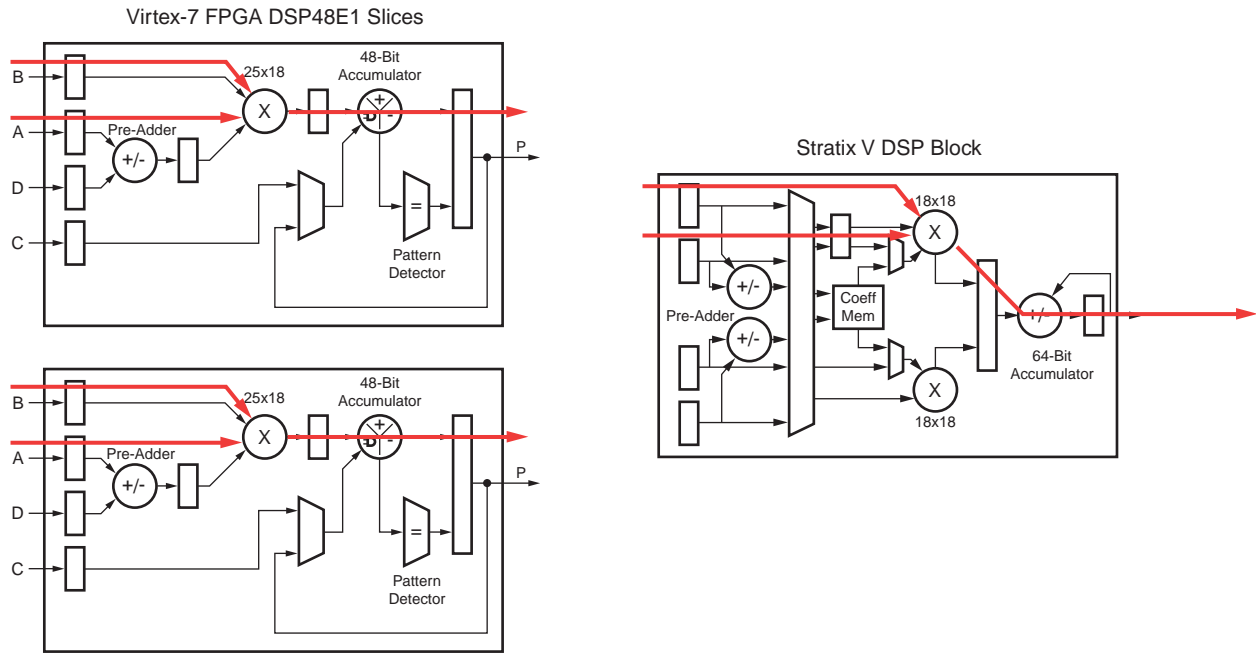 Virtex-7 FPGA DSP48E1 Slices
48-Bit
Accumulator
25x18
B
X
+
-
A
Pre-Adder
+/-
P
D
=
C
Pattern
Detector
48-Bit
Accumulator
25x18
B
X
+
-
A
Pre-Adder
+/-
P
D
=
C
Pattern
Detector
Stratix V DSP Block
18x18
X
+/-
Coeff
Mem
Pre-Adder
+/-
+/-
64-Bit
Accumulator
X
18x18